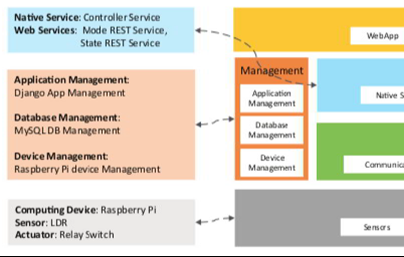 Native Service: Controller Service
Web Services: Mode REST Service,
State REST Service
Application Management:
Django App Management
Database Management:
MySQL DB Management
Device Management:
Raspberry Pi device Management
Computing Device: Raspberry Pi
Sensor: LDR
Actuator: Relay Switch
WebApp
Management
Application
Management
Database
Management
Device
Management
Native S
Communica
Sensors